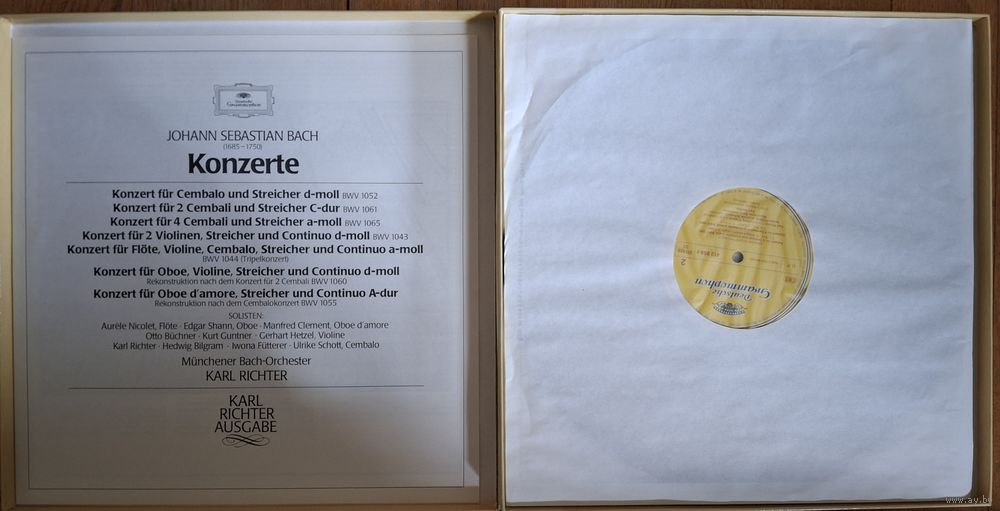 Deutsche
Grammophon
JOHANN SEBASTIAN BACH
(1685–1750)
Konzerte
Konzert für Cembalo und Streicher d-moll BWV 1052
Konzert für 2 Cembali und Streicher C-dur BWV 1061
Konzert für 4 Cembali und Streicher a-moll BWV 1065
Konzert für 2 Violinen, Streicher und Continuo d-moll BWV 1043
Konzert für Flöte, Violine, Cembalo, Streicher und Continuo a-moll
BWV 1044 (Tripelkonzert)
Konzert für Oboe, Violine, Streicher und Continuo d-moll
Rekonstruktion nach dem Konzert für 2 Cembali BWV 1060
Konzert für Oboe d'amore, Streicher und Continuo A-dur
Rekonstruktion nach dem Cembalokonzert BWV 1055
SOLISTEN:
Aurèle Nicolet, Flöte · Edgar Shann, Oboe · Manfred Clement, Oboe d'amore
Otto Büchner · Kurt Guntner · Gerhart Hetzel, Violine
Karl Richter · Hedwig Bilgram · Iwona Fütterer · Ulrike Schott, Cembalo
Münchener Bach-Orchester
KARL RICHTER
KARL
RICHTER
AUSGABE
2
Deutsche
Grammophon
www.ay.by